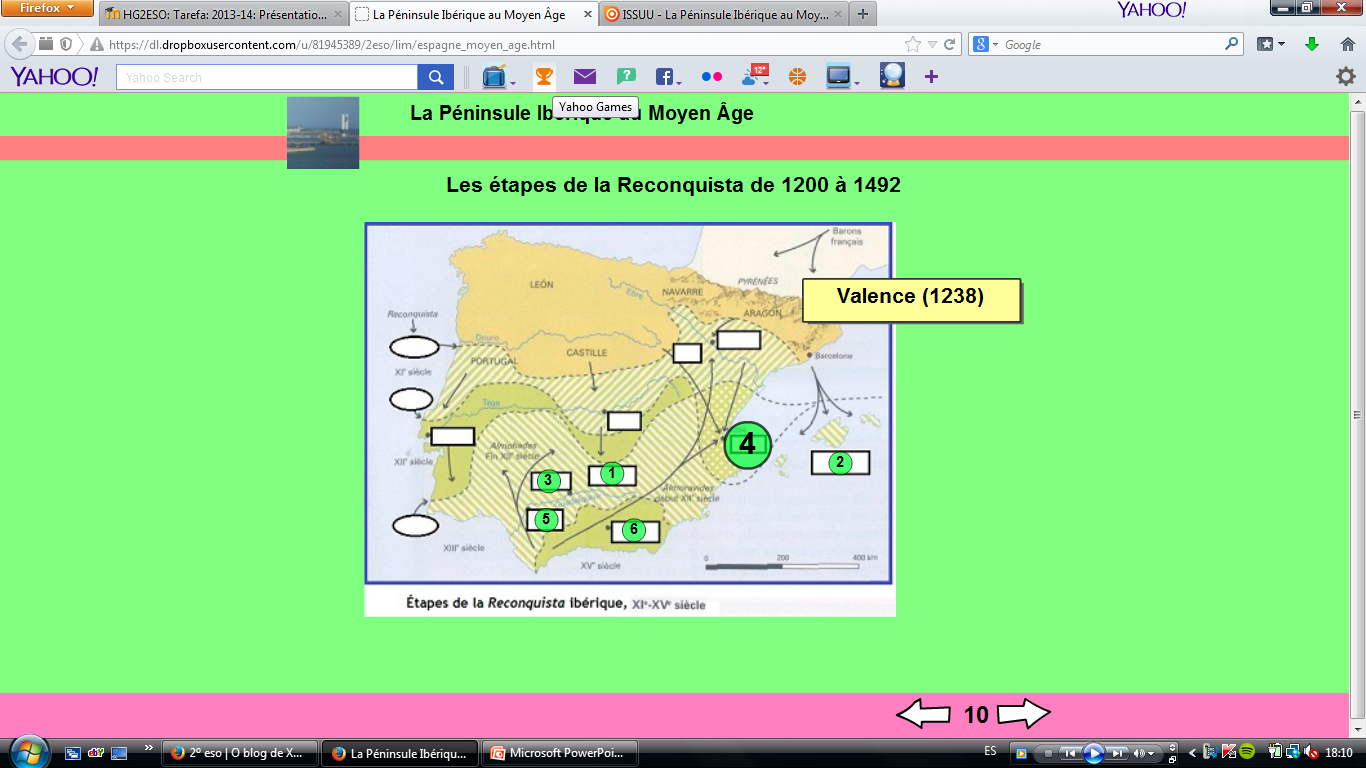 Firefox
HG2ESO: Tarefa: 2013-14: Présentatio...
La Péninsule Ibérique au Moyen Âge
ISSUU - La Péninsule Ibérique au Moy...
YAHOO!
https://dl.dropboxusercontent.com/u/81945389/2eso/lim/espagne_moyen_age.html
Google
YAHOO!
Yahoo Search
12°
Yahoo Games
La Péninsule Ibérique au Moyen Âge
Les étapes de la Reconquista de 1200 à 1492
Barons
français
PYRÉNÉES
LEÓN
NAVARRE
Ebre
ARAGON
Valence (1238)
Reconquista
Douro
PORTUGAL
CASTILLE
Barcelone
XIe siècle
Tage
Almohades
Fin XIIe siècle
XIIe siècle
4
2
1
3
Almoravides
début XIIe siècle
Guadalquivir
5
6
XIIIe siècle
XVe siècle
0 200 400 km
Étapes de la Reconquista ibérique, XIe-XVe siècle
10
2º eso | O blog de X...
La Péninsule Ibériqu...
Microsoft PowerPoi...
ES
18:10